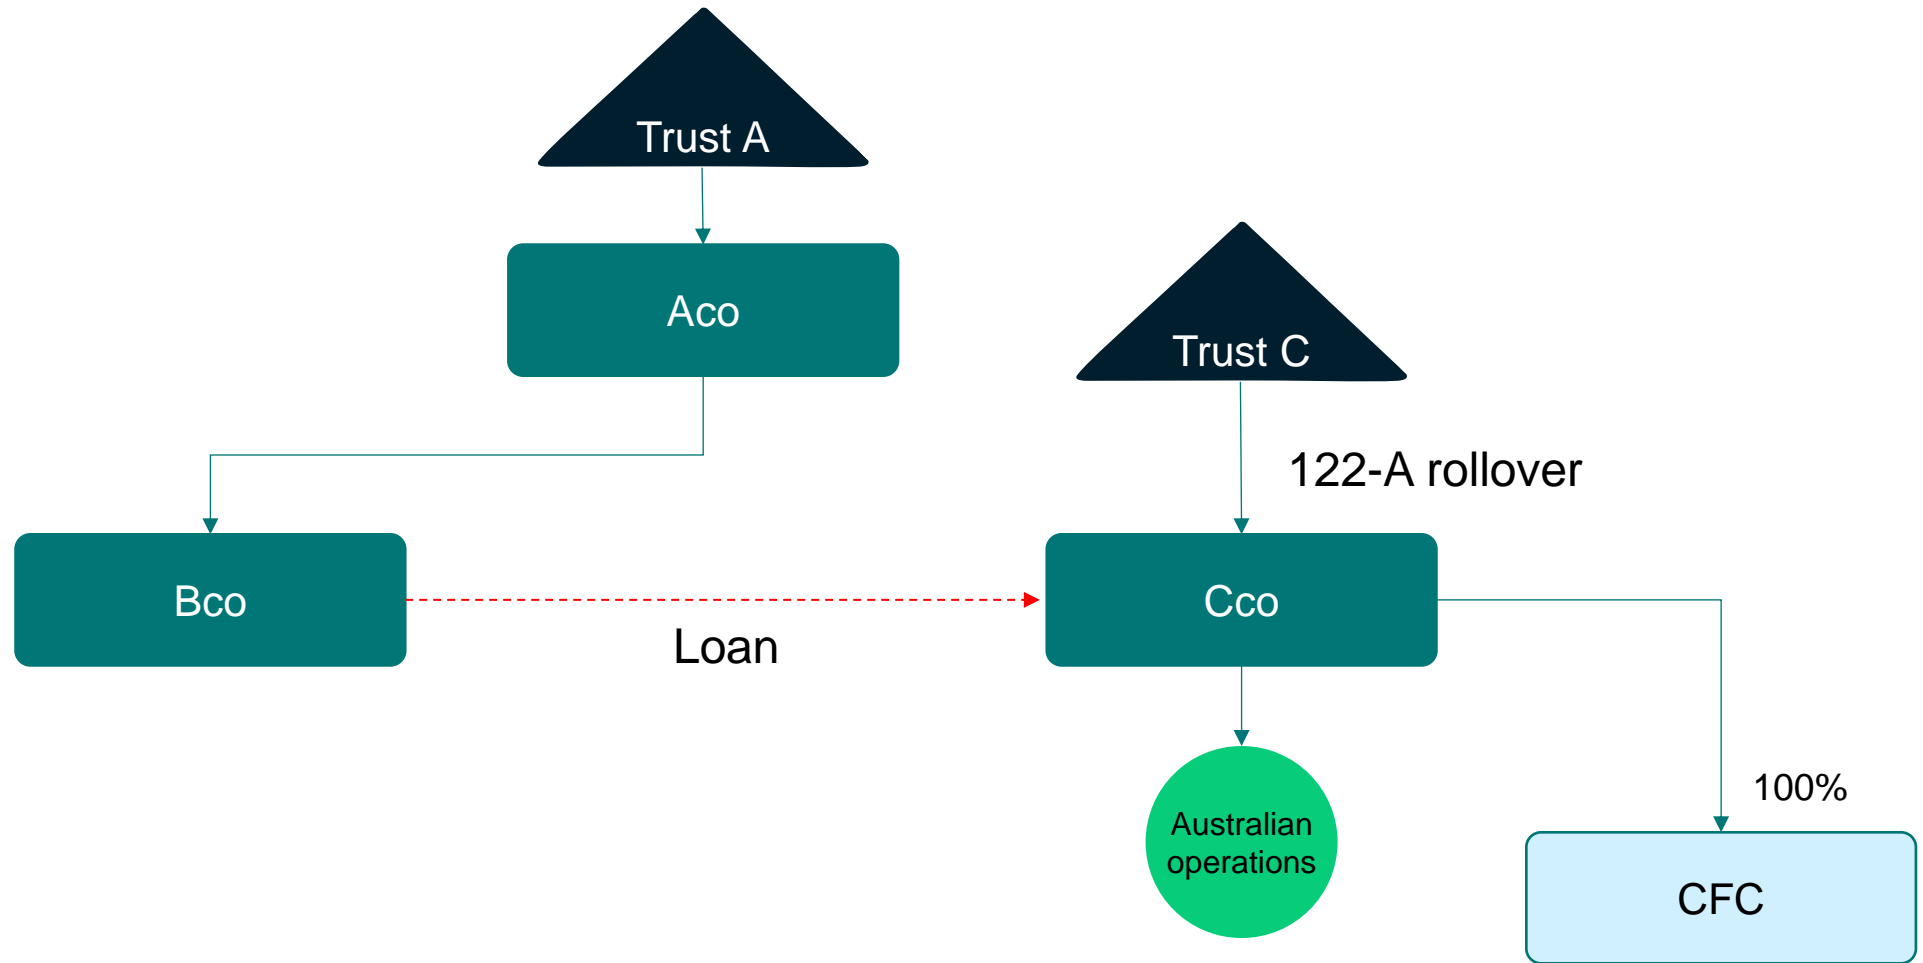 Trust A
Aco
Trust C
122-A rollover
Bco
Loan
Cco
Australian
operations
100%
CFC